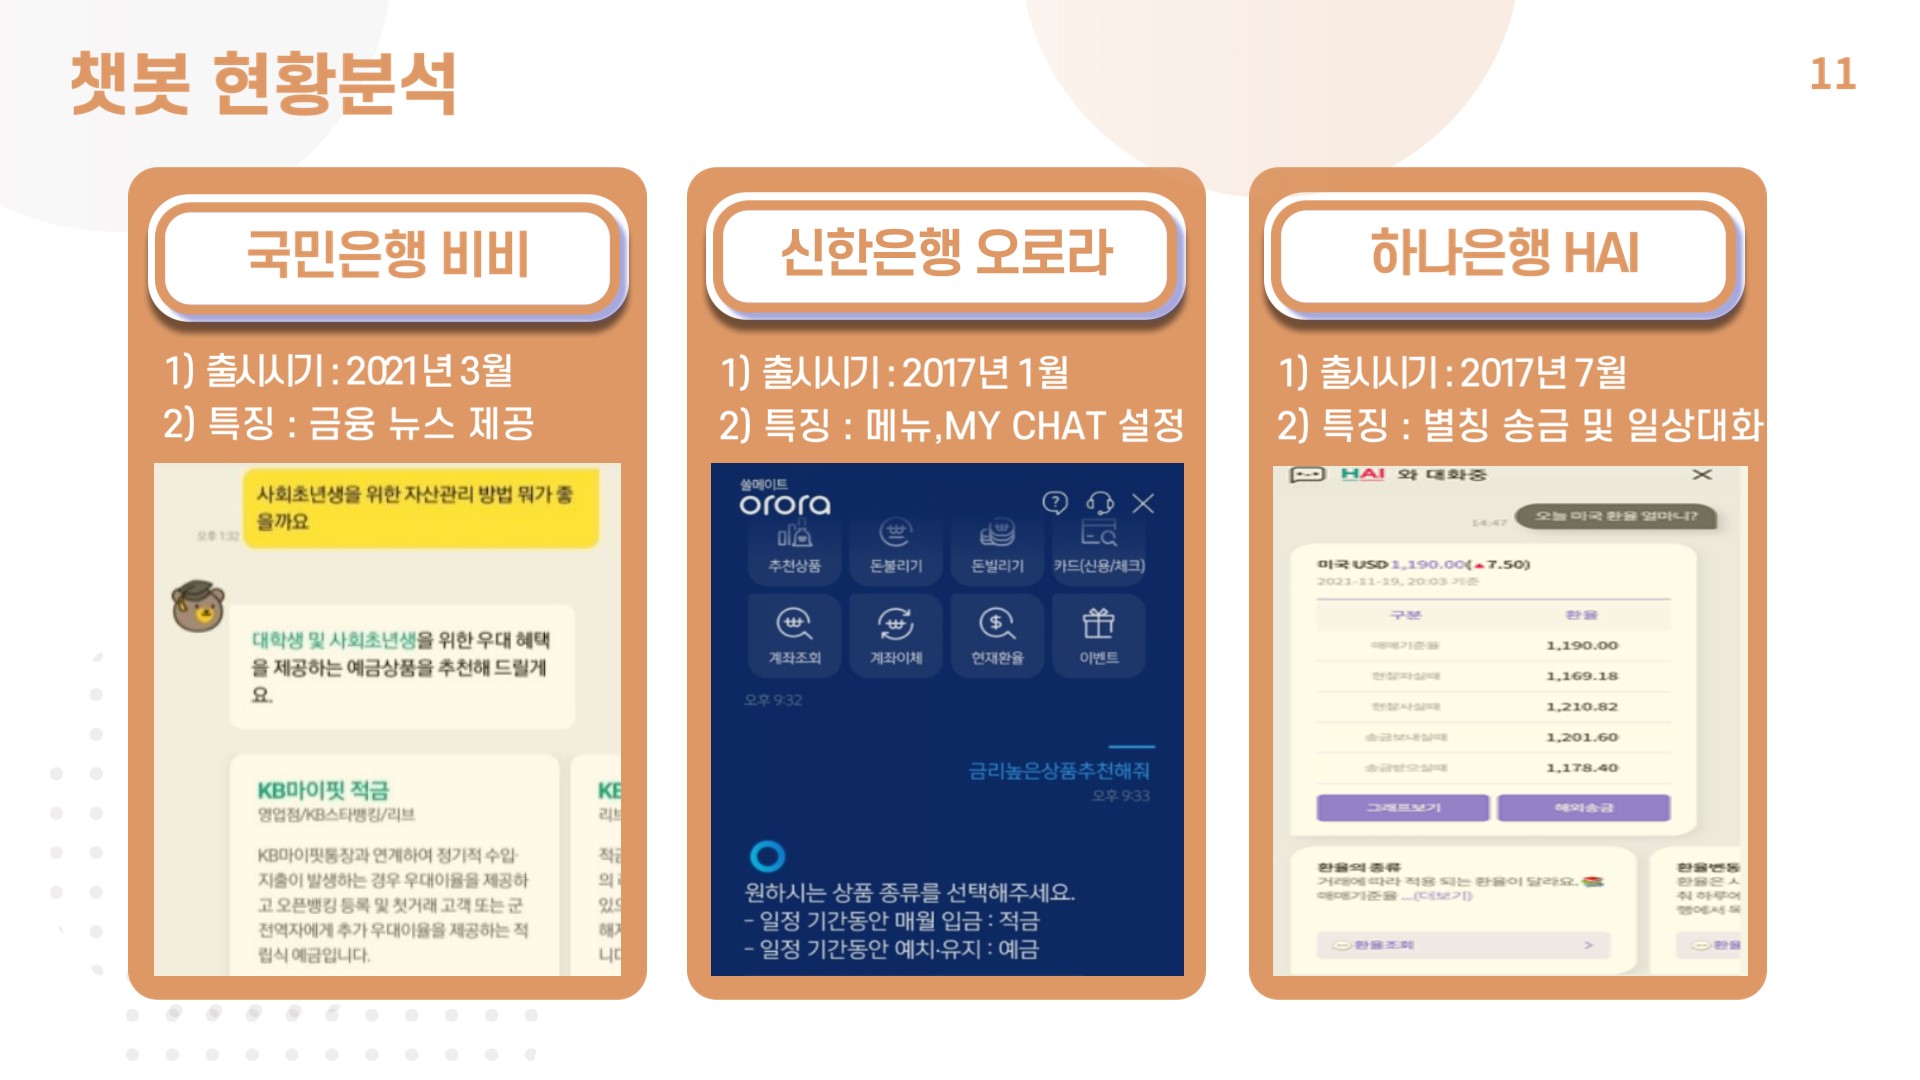 챗봇 현황분석
11
국민은행 비비
1) 출시시기 : 2021년 3월
2) 특징 : 금융 뉴스 제공
사회초년생을 위한 자산관리 방법 뭐가 좋
을까요
오후 1:32
대학생 및 사회초년생을 위한 우대 혜택
을 제공하는 예금상품을 추천해 드릴게
요.
KB마이핏 적금
영업점/KB스타뱅킹/리브
KB마이핏통장과 연계하여 정기적 수입·
지출이 발생하는 경우 우대이율을 제공하
고 오픈뱅킹 등록 및 첫거래 고객 또는 군
전역자에게 추가 우대이율을 제공하는 적
립식 예금입니다.
KB
리브
적금
의
있으
해지
니다
신한은행 오로라
1) 출시시기 : 2017년 1월
2) 특징 : 메뉴,MY CHAT 설정
쏠메이트
orora
추천상품 돈불리기 돈빌리기 카드(신용/체크)
계좌조회 계좌이체 현재환율 이벤트
오후 9:32
금리높은상품추천해줘
오후 9:33
원하시는 상품 종류를 선택해주세요.
- 일정 기간동안 매월 입금 : 적금
- 일정 기간동안 예치·유지 : 예금
하나은행 HAI
1) 출시시기 : 2017년 7월
2) 특징 : 별칭 송금 및 일상대화
HAI 와 대화중
14:47
오늘 미국 환율 얼마니?
미국 USD 1,190.00(▲7.50)
2021-11-19, 20:03 기준
구분 환율
매매기준율 1,190.00
현찰파실때 1,169.18
현찰사실때 1,210.82
송금보내실때 1,201.60
송금받으실때 1,178.40
그래프보기 해외송금
환율의 종류
거래에 따라 적용 되는 환율이 달라요.
매매기준율 ...(더보기)
환율조회 >
환율변동
환율은 시
춰 하루에
행에서 목
환율